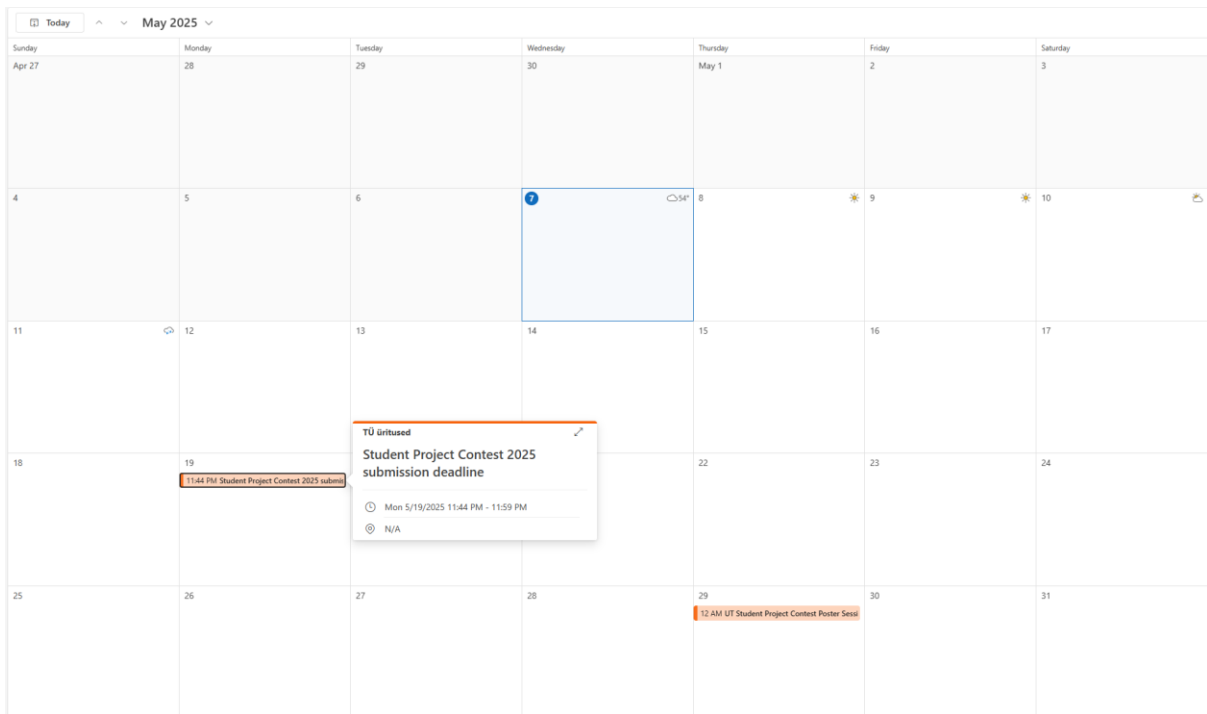 Today
May 2025
Sunday Monday Tuesday Wednesday Thursday Friday Saturday
Apr 27 28 29 30 May 1 2 3
4 5 6 7 54° 8 9 10
11 12 13 14 15 16 17
TÜ üritused
Student Project Contest 2025
submission deadline
Mon 5/19/2025 11:44 PM - 11:59 PM
N/A
18 19 22 23 24
11:44 PM Student Project Contest 2025 submis
25 26 27 28 29 30 31
12 AM UT Student Project Contest Poster Sessi